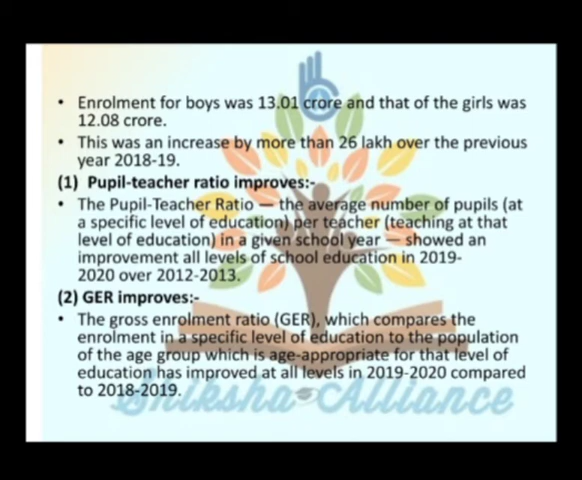 • Enrolment for boys was 13.01 crore and that of the girls was
12.08 crore.
• This was an increase by more than 26 lakh over the previous
year 2018-19.
(1) Pupil-teacher ratio improves:-
• The Pupil-Teacher Ratio — the average number of pupils (at
a specific level of education) per teacher (teaching at that
level of education) in a given school year — showed an
improvement all levels of school education in 2019-
2020 over 2012-2013.
(2) GER improves:-
• The gross enrolment ratio (GER), which compares the
enrolment in a specific level of education to the population
of the age group which is age-appropriate for that level of
education has improved at all levels in 2019-2020 compared
to 2018-2019.
Shiksha Alliance